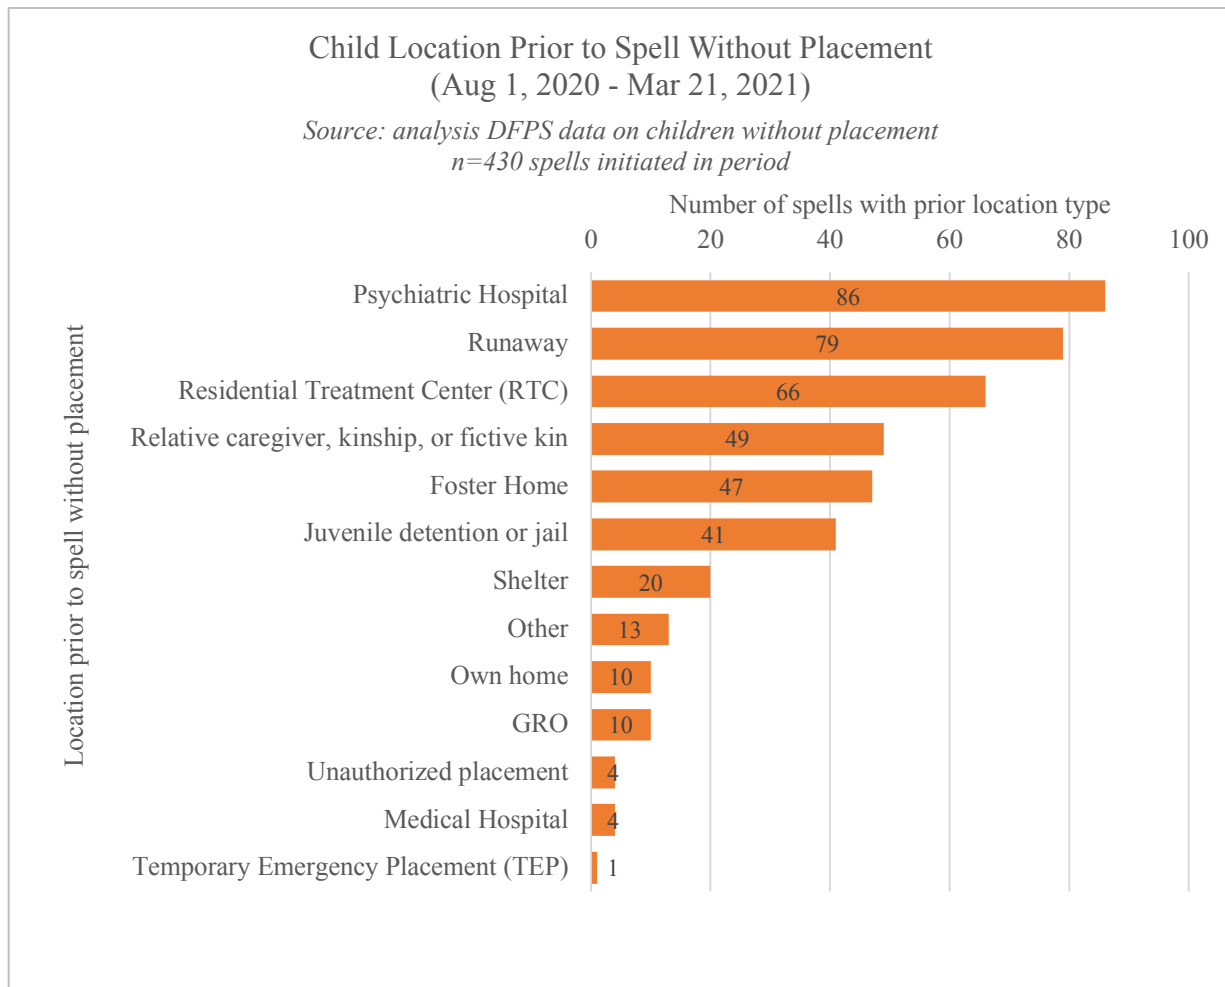 Child Location Prior to Spell Without Placement
(Aug 1, 2020 - Mar 21, 2021)
Source: analysis DFPS data on children without placement
n=430 spells initiated in period
Number of spells with prior location type
0 20 40 60 80 100
Location prior to spell without placement
Psychiatric Hospital 86
Runaway 79
Residential Treatment Center (RTC) 66
Relative caregiver, kinship, or fictive kin 49
Foster Home 47
Juvenile detention or jail 41
Shelter 20
Other 13
Own home 10
GRO 10
Unauthorized placement 4
Medical Hospital 4
Temporary Emergency Placement (TEP) 1